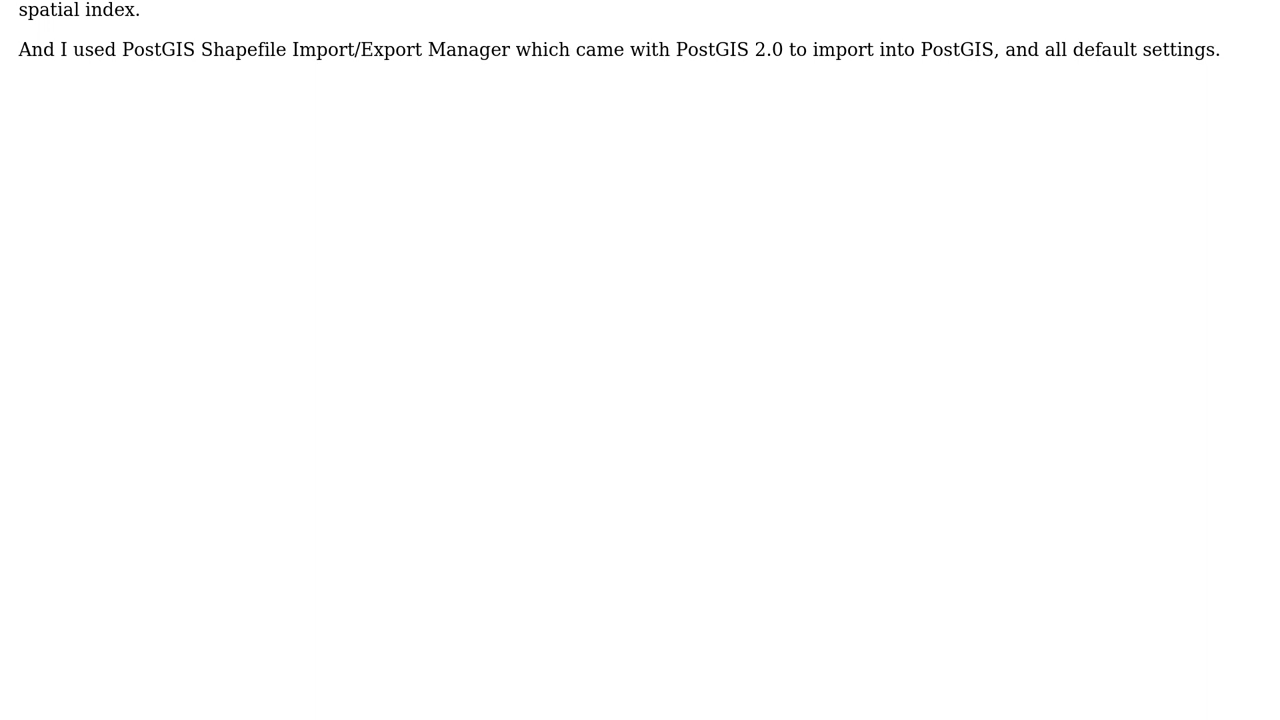 spatial index.
And I used PostGIS Shapefile Import/Export Manager which came with PostGIS 2.0 to import into PostGIS, and all default settings.